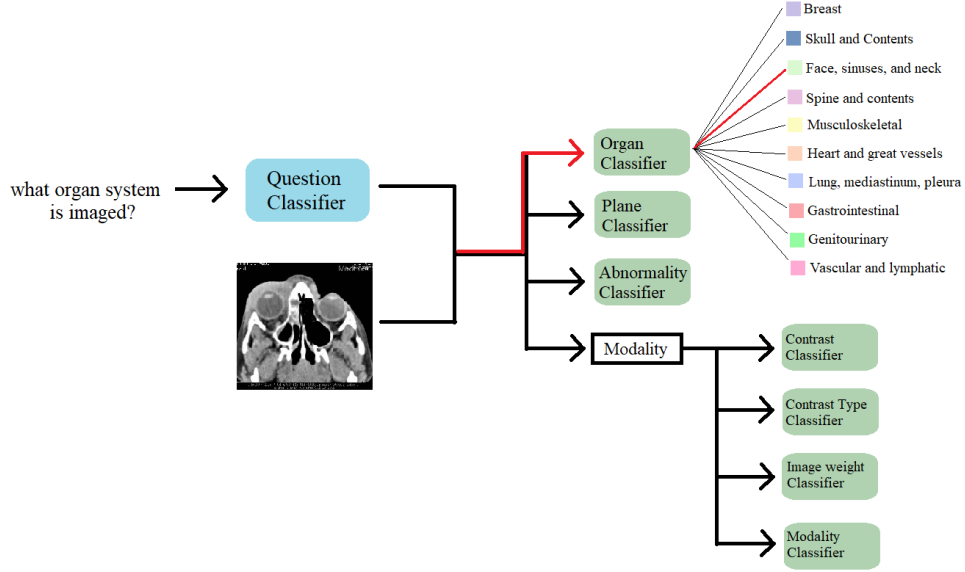 what organ system
is imaged?
Question
Classifier
Organ
Classifier
Plane
Classifier
Abnormality
Classifier
Modality
Breast
Skull and Contents
Face, sinuses, and neck
Spine and contents
Musculoskeletal
Heart and great vessels
Lung, mediastinum, pleura
Gastrointestinal
Genitourinary
Vascular and lymphatic
Contrast
Classifier
Contrast Type
Classifier
Image weight
Classifier
Modality
Classifier